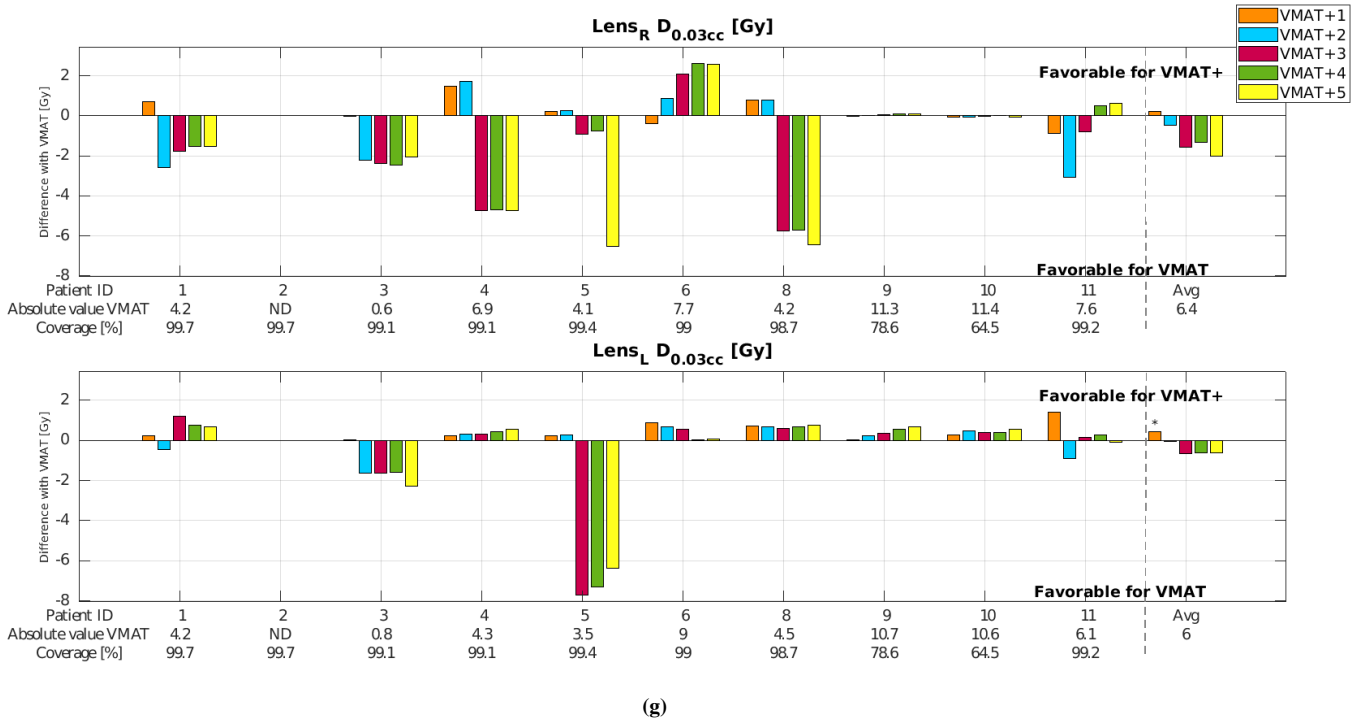 Lens_R D_0.03cc [Gy]
VMAT+1
VMAT+2
VMAT+3
VMAT+4
VMAT+5
Difference with VMAT [Gy]
2
0
-2
-4
-6
-8
Favorable for VMAT+
Favorable for VMAT
Patient ID 1 2 3 4 5 6 8 9 10 11 Avg
Absolute value VMAT 4.2 ND 0.6 6.9 4.1 7.7 4.2 11.3 11.4 7.6 6.4
Coverage [%] 99.7 99.7 99.1 99.1 99.4 99 98.7 78.6 64.5 99.2
Lens_L D_0.03cc [Gy]
Difference with VMAT [Gy]
2
0
-2
-4
-6
-8
Favorable for VMAT+
*
Favorable for VMAT
Patient ID 1 2 3 4 5 6 8 9 10 11 Avg
Absolute value VMAT 4.2 ND 0.8 4.3 3.5 9 4.5 10.7 10.6 6.1 6
Coverage [%] 99.7 99.7 99.1 99.1 99.4 99 98.7 78.6 64.5 99.2
(g)